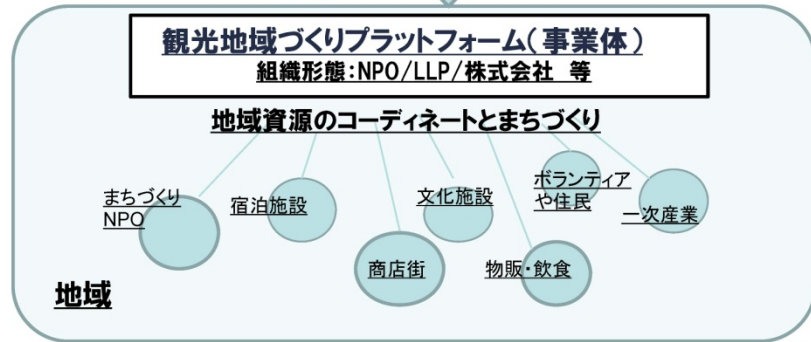 観光地域づくりプラットフォーム(事業体)
組織形態:NPO/LLP/株式会社 等
地域資源のコーディネートとまちづくり
まちづくり
NPO
宿泊施設
文化施設
ボランティア
や住民
一次産業
商店街
物販・飲食
地域